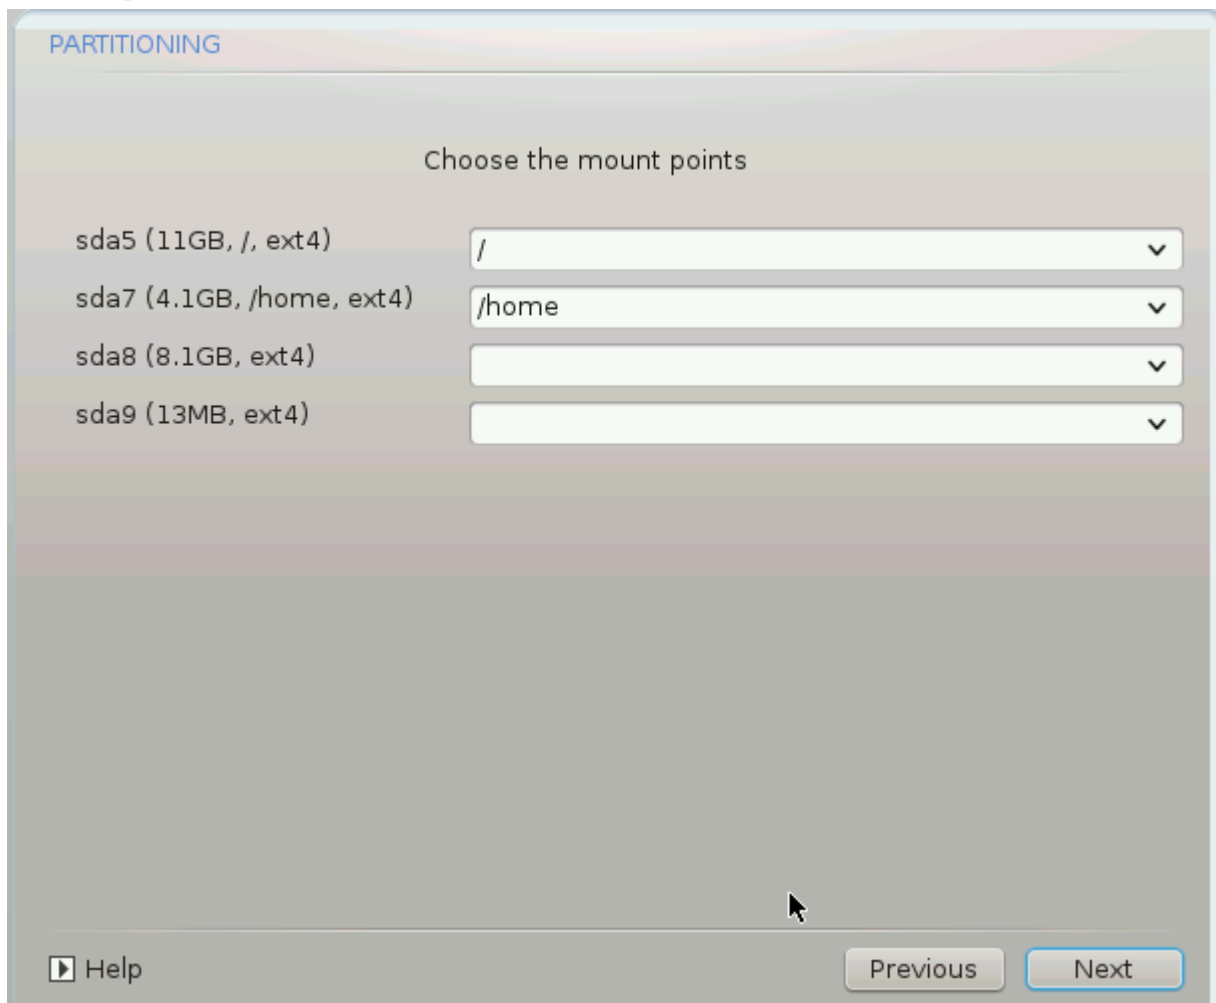 PARTITIONING
Choose the mount points
sda5 (11GB, /, ext4) /
sda7 (4.1GB, /home, ext4) /home
sda8 (8.1GB, ext4)
sda9 (13MB, ext4)
Help Previous Next